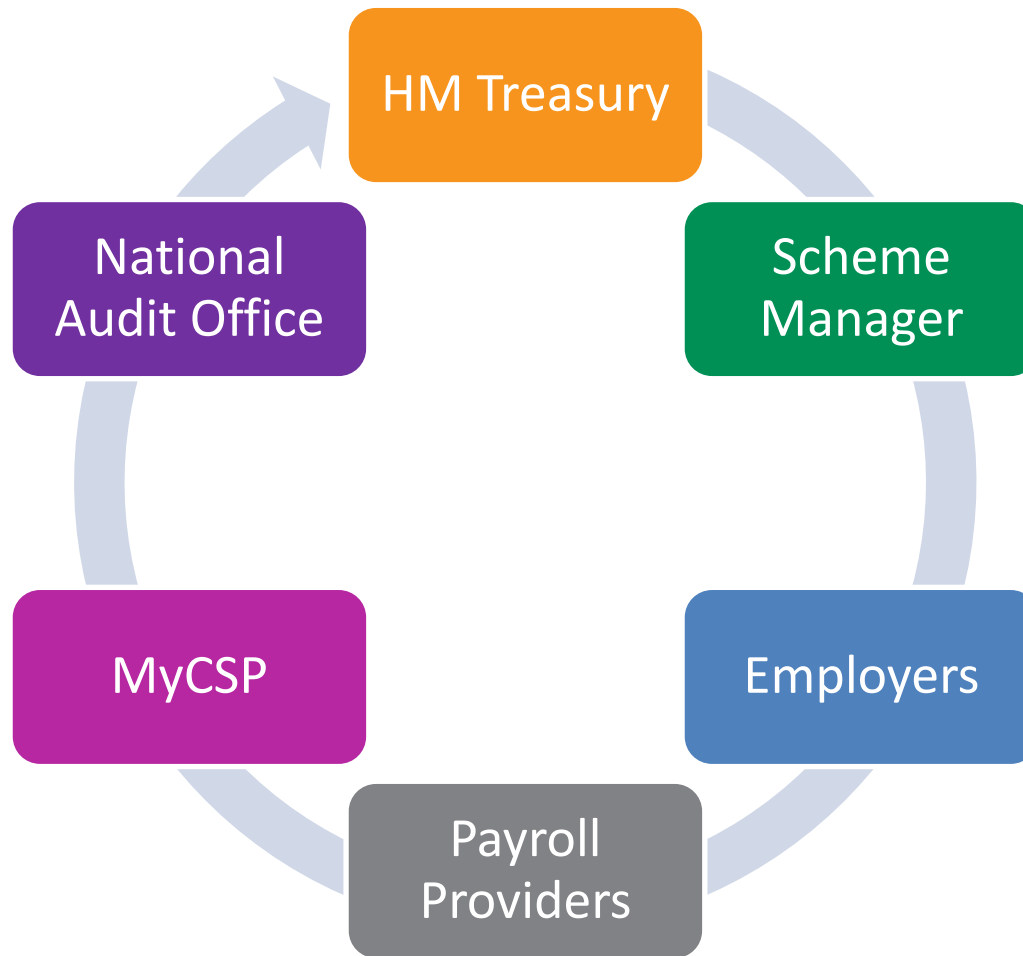 HM Treasury
Scheme
Manager
Employers
Payroll
Providers
MyCSP
National
Audit Office